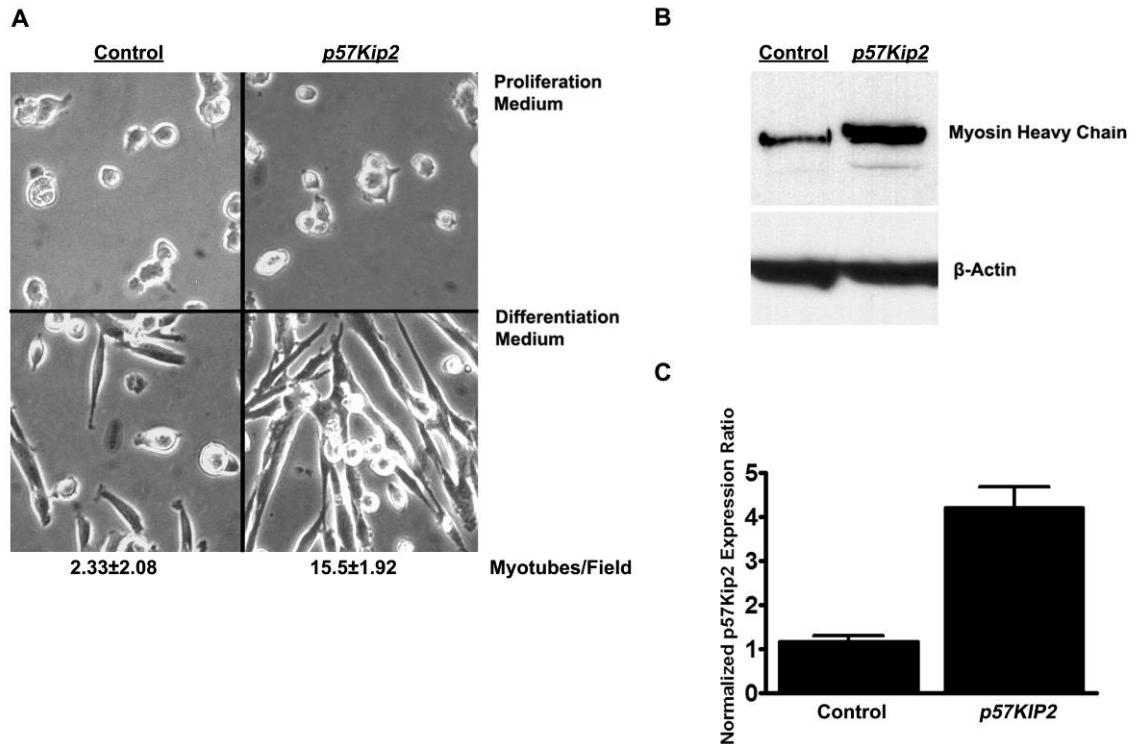 A
Control
p57Kip2
Proliferation
Medium
Differentiation
Medium
2.33±2.08
15.5±1.92
Myotubes/Field
B
Control
p57Kip2
Myosin Heavy Chain
β-Actin
C
Normalized p57Kip2 Expression Ratio
5
4
3
2
1
0
Control
p57KIP2